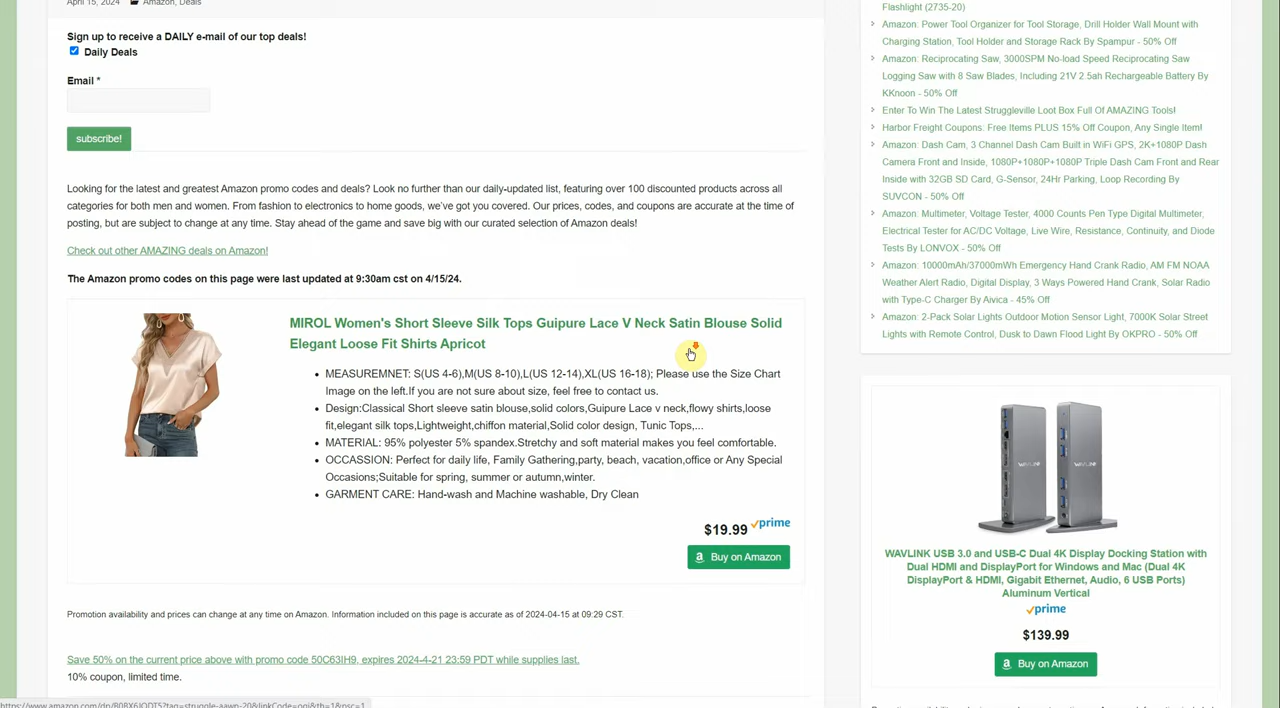 April 15, 2024 Amazon, Deals
Sign up to receive a DAILY e-mail of our top deals!
Daily Deals
Email *
subscribe!
Looking for the latest and greatest Amazon promo codes and deals? Look no further than our daily-updated list, featuring over 100 discounted products across all
categories for both men and women. From fashion to electronics to home goods, we've got you covered. Our prices, codes, and coupons are accurate at the time of
posting, but are subject to change at any time. Stay ahead of the game and save big with our curated selection of Amazon deals!
Check out other AMAZING deals on Amazon!
The Amazon promo codes on this page were last updated at 9:30am cst on 4/15/24.
MIROL Women's Short Sleeve Silk Tops Guipure Lace V Neck Satin Blouse Solid
Elegant Loose Fit Shirts Apricot
• MEASUREMNET: S(US 4-6),M(US 8-10),L(US 12-14),XL(US 16-18); Please use the Size Chart
Image on the left.If you are not sure about size, feel free to contact us.
• Design:Classical Short sleeve satin blouse,solid colors,Guipure Lace v neck,flowy shirts,loose
fit,elegant silk tops,Lightweight,chiffon material,Solid color design, Tunic Tops,...
• MATERIAL: 95% polyester 5% spandex.Stretchy and soft material makes you feel comfortable.
• OCCASSION: Perfect for daily life, Family Gathering,party, beach, vacation,office or Any Special
Occasions;Suitable for spring, summer or autumn,winter.
• GARMENT CARE: Hand-wash and Machine washable, Dry Clean
$19.99 prime
Buy on Amazon
Promotion availability and prices can change at any time on Amazon. Information included on this page is accurate as of 2024-04-15 at 09:29 CST.
Save 50% on the current price above with promo code 50C63IH9, expires 2024-4-21 23:59 PDT while supplies last.
10% coupon, limited time.
Flashlight (2735-20)
Amazon: Power Tool Organizer for Tool Storage, Drill Holder Wall Mount with
Charging Station, Tool Holder and Storage Rack By Spampur - 50% Off
Amazon: Reciprocating Saw, 3000SPM No-load Speed Reciprocating Saw
Logging Saw with 8 Saw Blades, Including 21V 2.5ah Rechargeable Battery By
KKnoon - 50% Off
Enter To Win The Latest Struggleville Loot Box Full Of AMAZING Tools!
Harbor Freight Coupons: Free Items PLUS 15% Off Coupon, Any Single Item!
Amazon: Dash Cam, 3 Channel Dash Cam Built in WiFi GPS, 2K+1080P Dash
Camera Front and Inside, 1080P+1080P+1080P Triple Dash Cam Front and Rear
Inside with 32GB SD Card, G-Sensor, 24Hr Parking, Loop Recording By
SUVCON - 50% Off
Amazon: Multimeter, Voltage Tester, 4000 Counts Pen Type Digital Multimeter,
Electrical Tester for AC/DC Voltage, Live Wire, Resistance, Continuity, and Diode
Tests By LONVOX - 50% Off
Amazon: 10000mAh/37000mWh Emergency Hand Crank Radio, AM FM NOAA
Weather Alert Radio, Digital Display, 3 Ways Powered Hand Crank, Solar Radio
with Type-C Charger By Aivica - 45% Off
Amazon: 2-Pack Solar Lights Outdoor Motion Sensor Light, 7000K Solar Street
Lights with Remote Control, Dusk to Dawn Flood Light By OKPRO - 50% Off
WAVLINK WAVLINK
WAVLINK USB 3.0 and USB-C Dual 4K Display Docking Station with
Dual HDMI and DisplayPort for Windows and Mac (Dual 4K
DisplayPort & HDMI, Gigabit Ethernet, Audio, 6 USB Ports)
Aluminum Vertical
prime
$139.99
Buy on Amazon